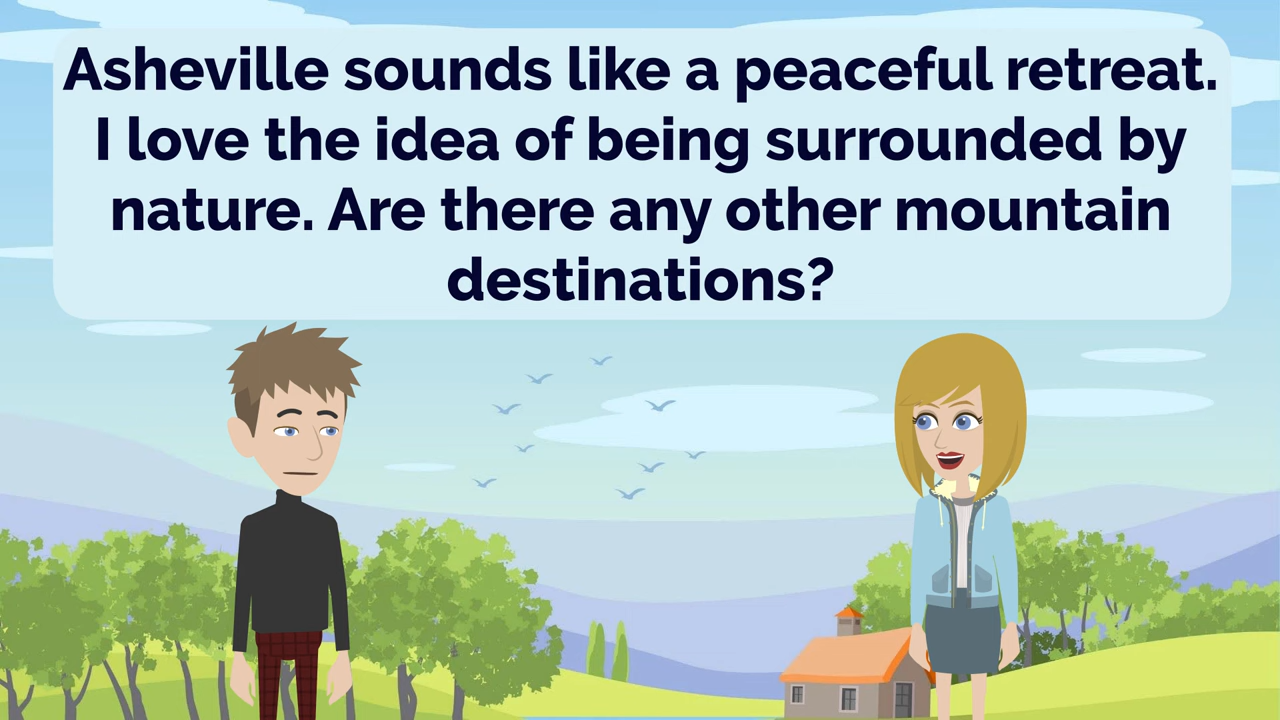 Asheville sounds like a peaceful retreat.
I love the idea of being surrounded by
nature. Are there any other mountain
destinations?